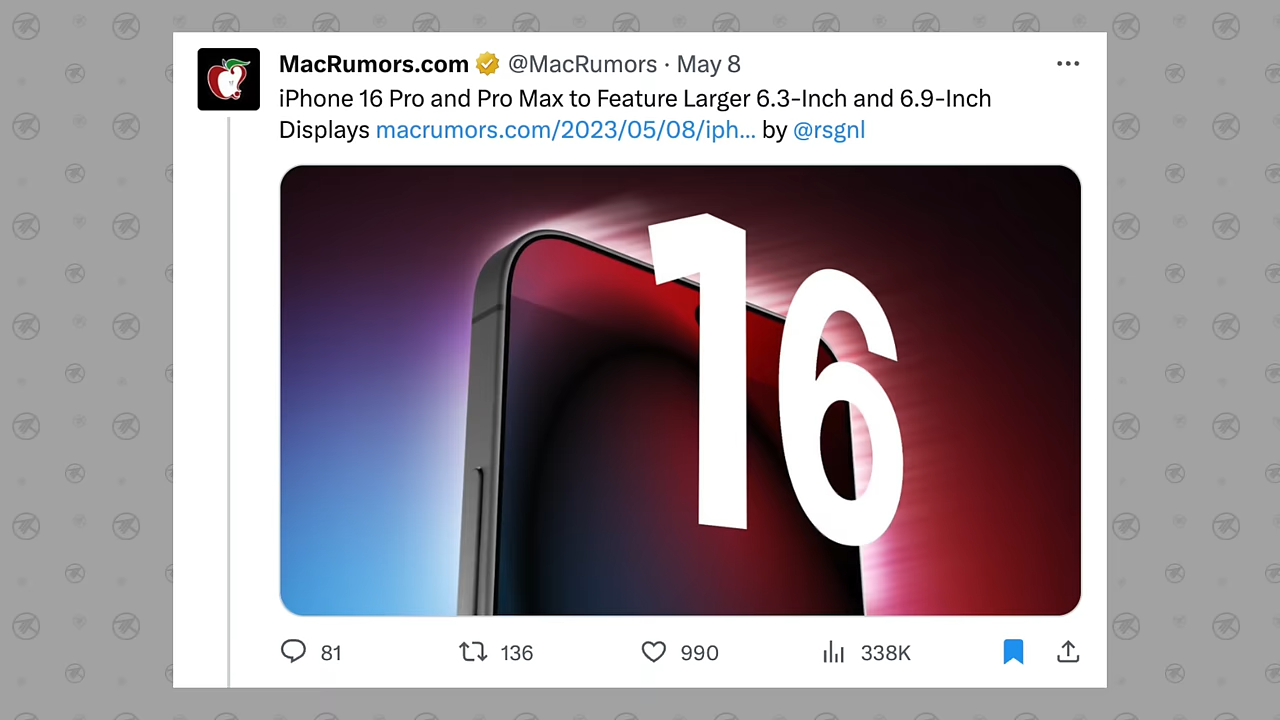 MacRumors.com @MacRumors · May 8
iPhone 16 Pro and Pro Max to Feature Larger 6.3-Inch and 6.9-Inch
Displays macrumors.com/2023/05/08/iph... by @rsgnl
16
81 136 990 338K